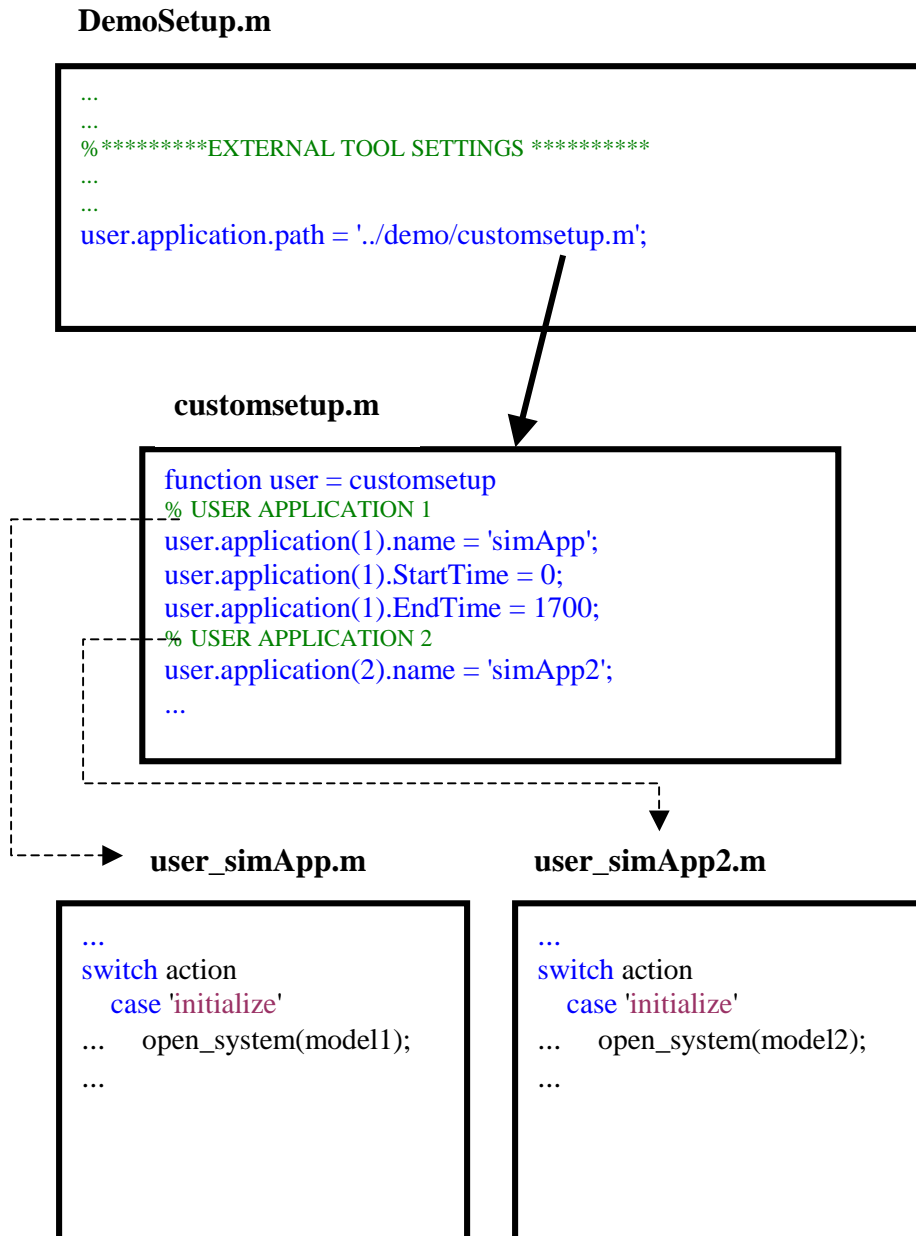 DemoSetup.m
...
...
%*********EXTERNAL TOOL SETTINGS **********
...
...
user.application.path = '../demo/customsetup.m';
customsetup.m
function user = customsetup
% USER APPLICATION 1
user.application(1).name = 'simApp';
user.application(1).StartTime = 0;
user.application(1).EndTime = 1700;
% USER APPLICATION 2
user.application(2).name = 'simApp2';
...
user_simApp.m
...
switch action
case 'initialize'
... open_system(model1);
...
user_simApp2.m
...
switch action
case 'initialize'
... open_system(model2);
...